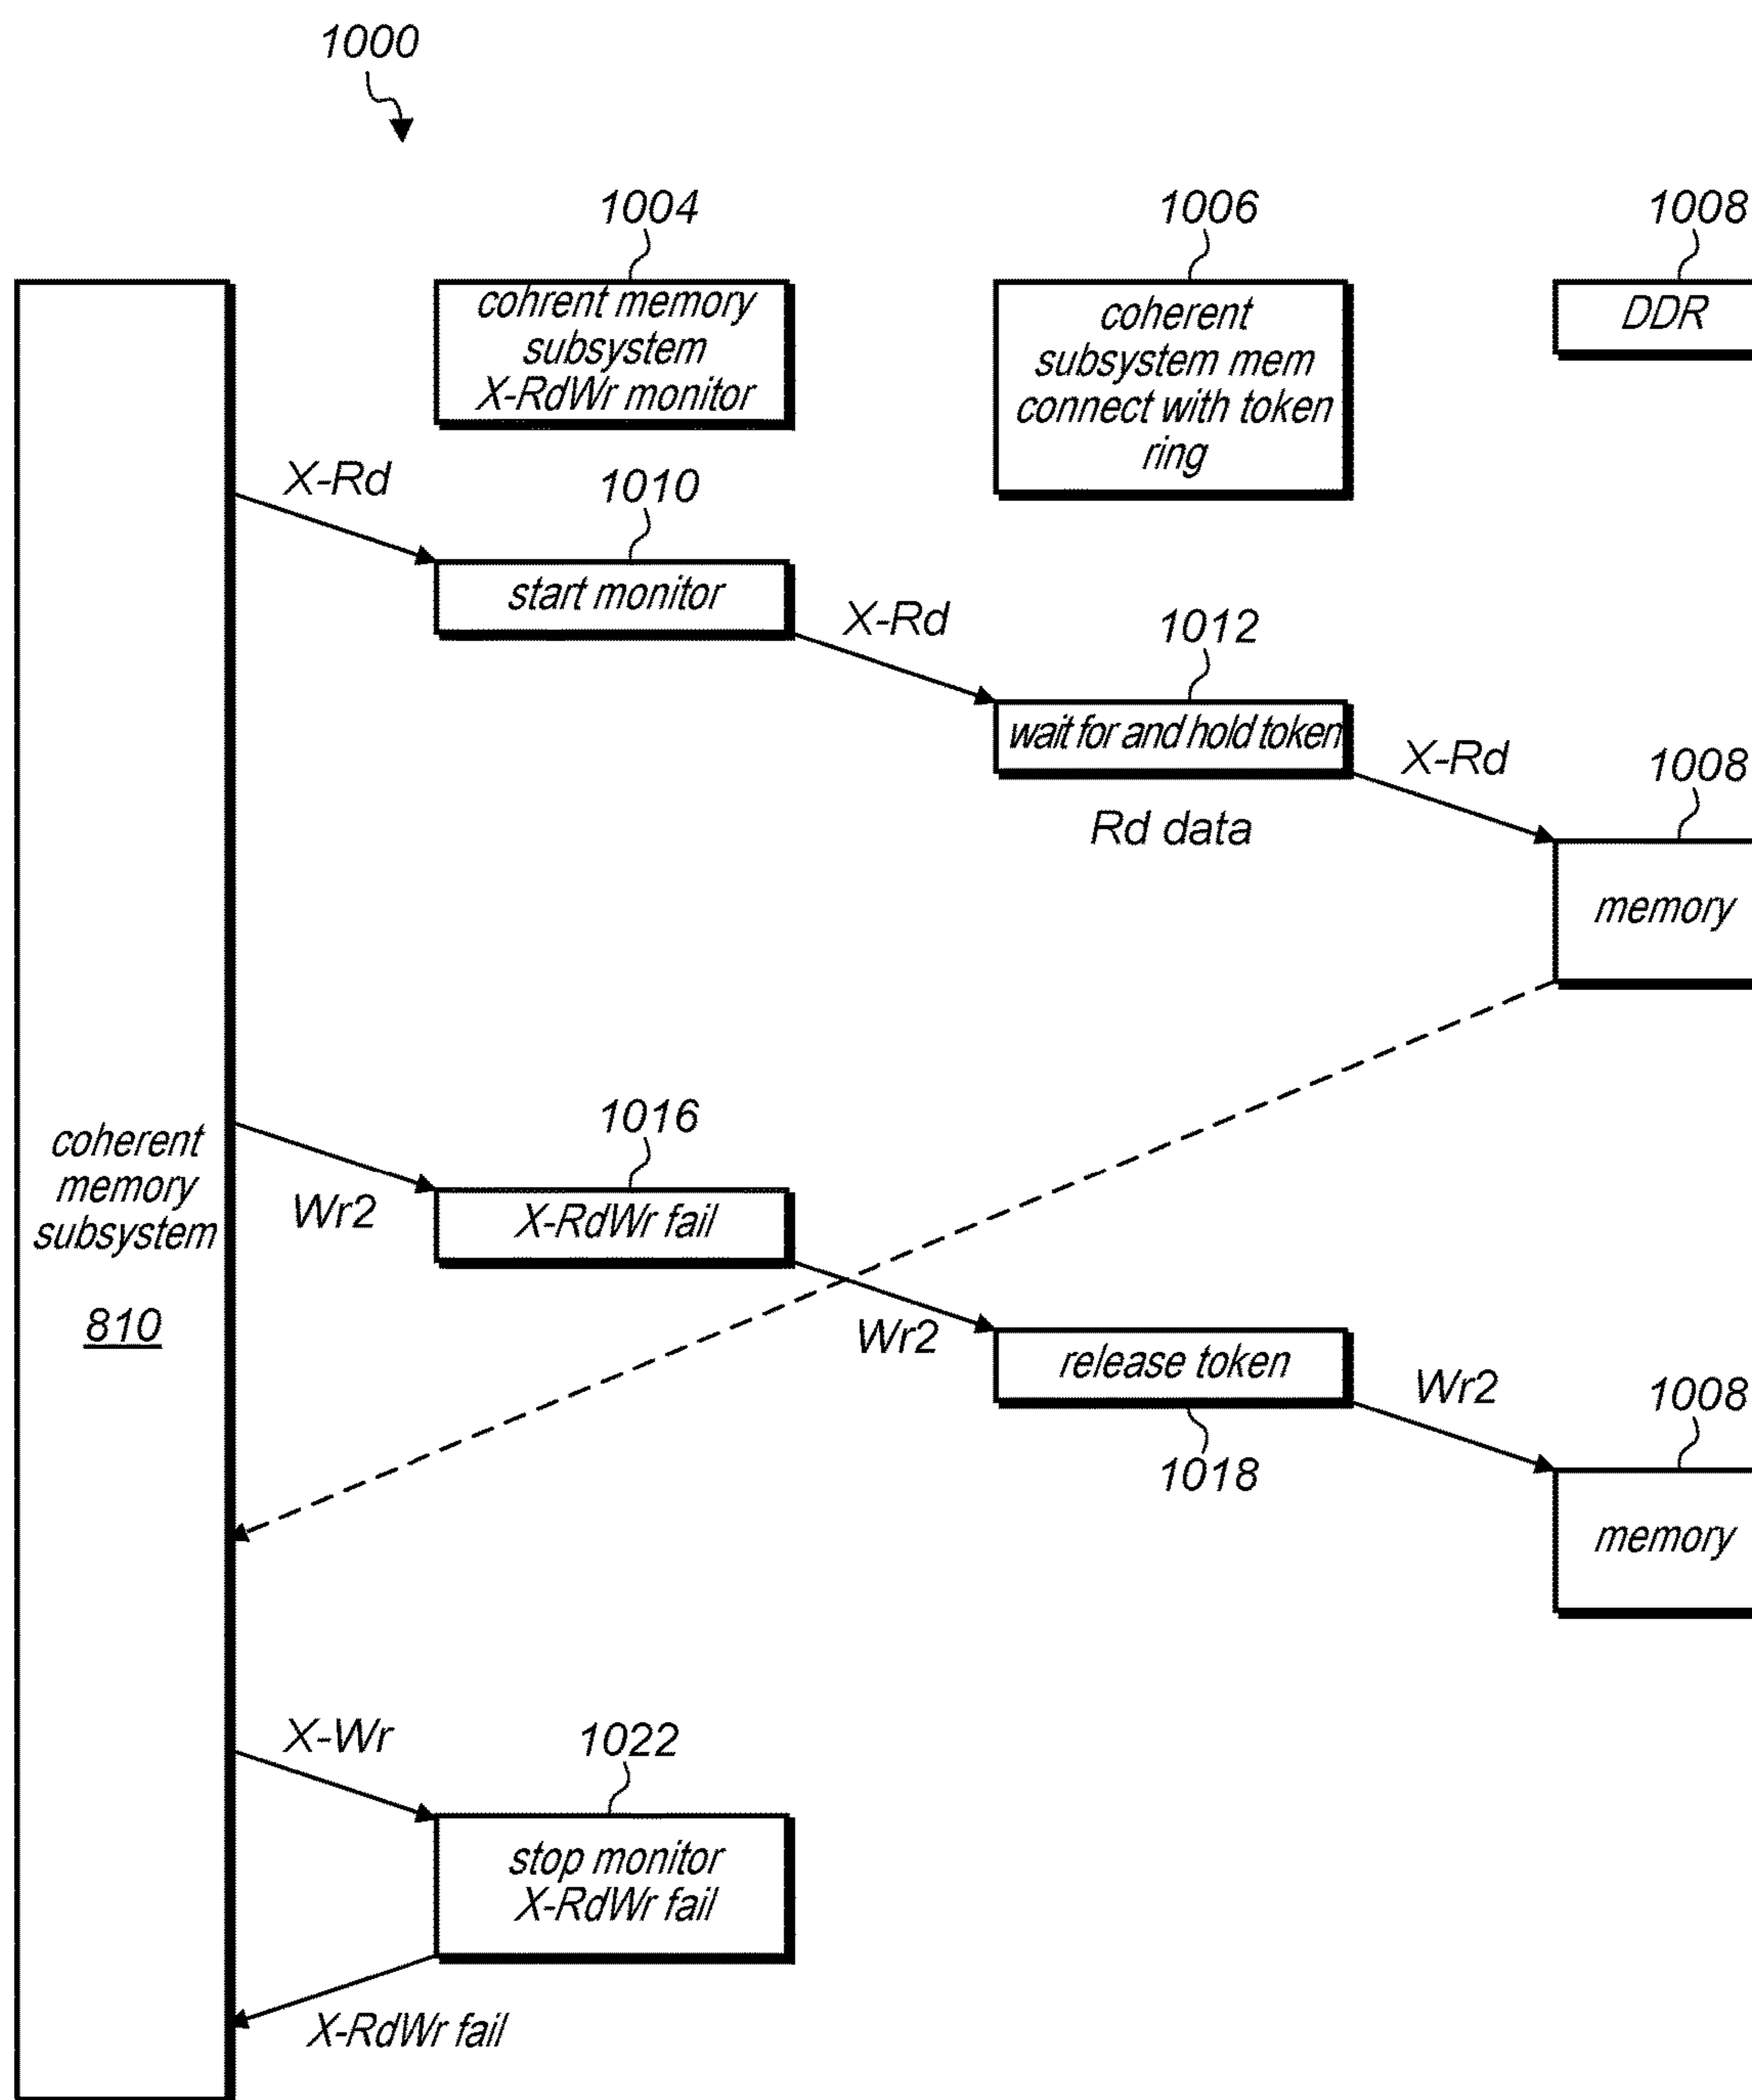 1000
1004
1006
1008
cohrent memory
subsystem
X-RdWr monitor
coherent
subsystem mem
connect with token
ring
DDR
X-Rd
1010
start monitor
X-Rd
1012
wait for and hold token
X-Rd
1008
Rd data
memory
1016
coherent
memory
subsystem
810
Wr2
X-RdWr fail
Wr2
release token
Wr2
1008
1018
memory
X-Wr
1022
stop monitor
X-RdWr fail
X-RdWr fail